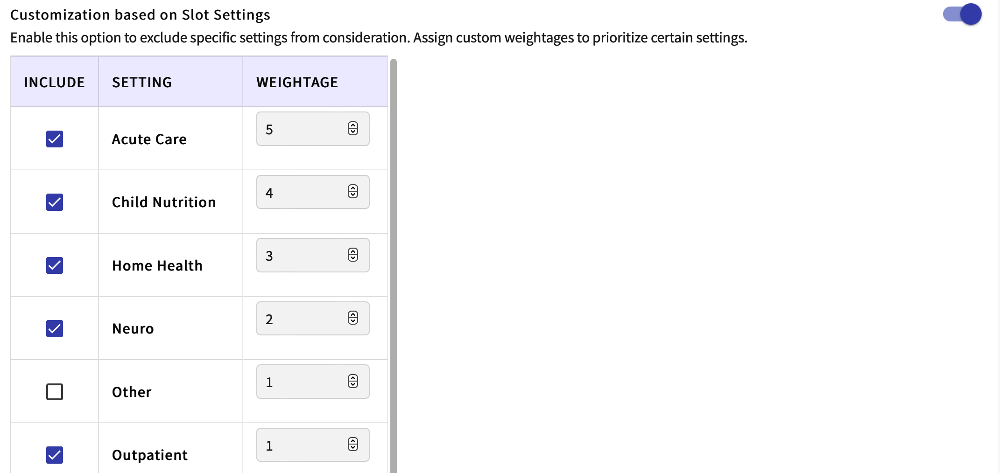 Customization based on Slot Settings
Enable this option to exclude specific settings from consideration. Assign custom weightages to prioritize certain settings.
INCLUDE SETTING WEIGHTAGE
Acute Care 5
Child Nutrition 4
Home Health 3
Neuro 2
Other 1
Outpatient 1